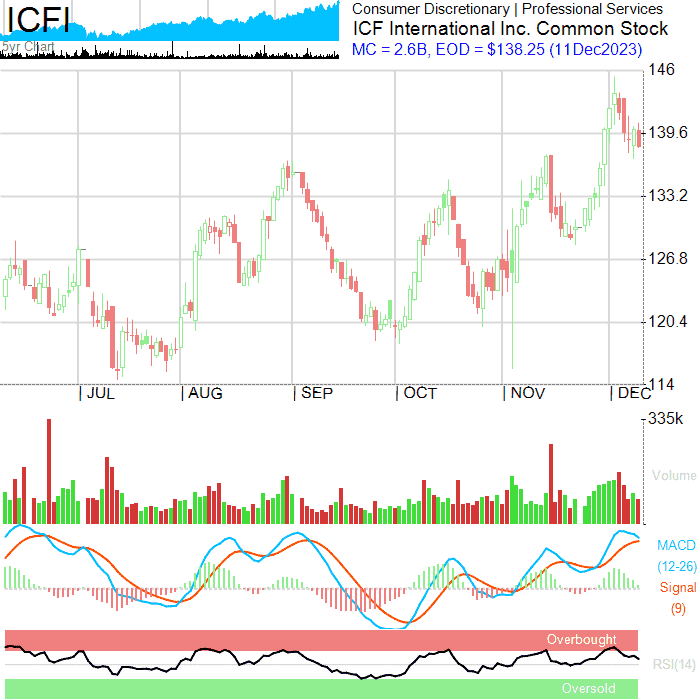 ICFI
5yr Chart
Consumer Discretionary | Professional Services
ICF International Inc. Common Stock
MC = 2.6B, EOD = $138.25 (11Dec2023)
146
139.6
133.2
126.8
120.4
114
| JUL | AUG | SEP | OCT | NOV | DEC
335k
Volume
MACD
(12-26)
Signal
(9)
Overbought
RSI(14)
Oversold